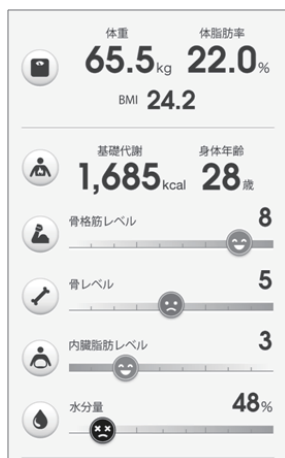 体重 体脂肪率
65.5kg 22.0%
BMI 24.2
基礎代謝 身体年齢
1,685kcal 28歳
骨格筋レベル 8
骨レベル 5
内臓脂肪レベル 3
水分量 48%